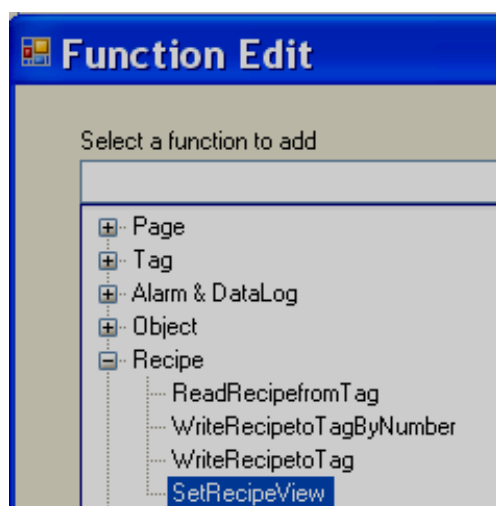 Function Edit
Select a function to add
Page
Tag
Alarm & DataLog
Object
Recipe
ReadRecipefromTag
WriteRecipetoTagByNumber
WriteRecipetoTag
SetRecipeView